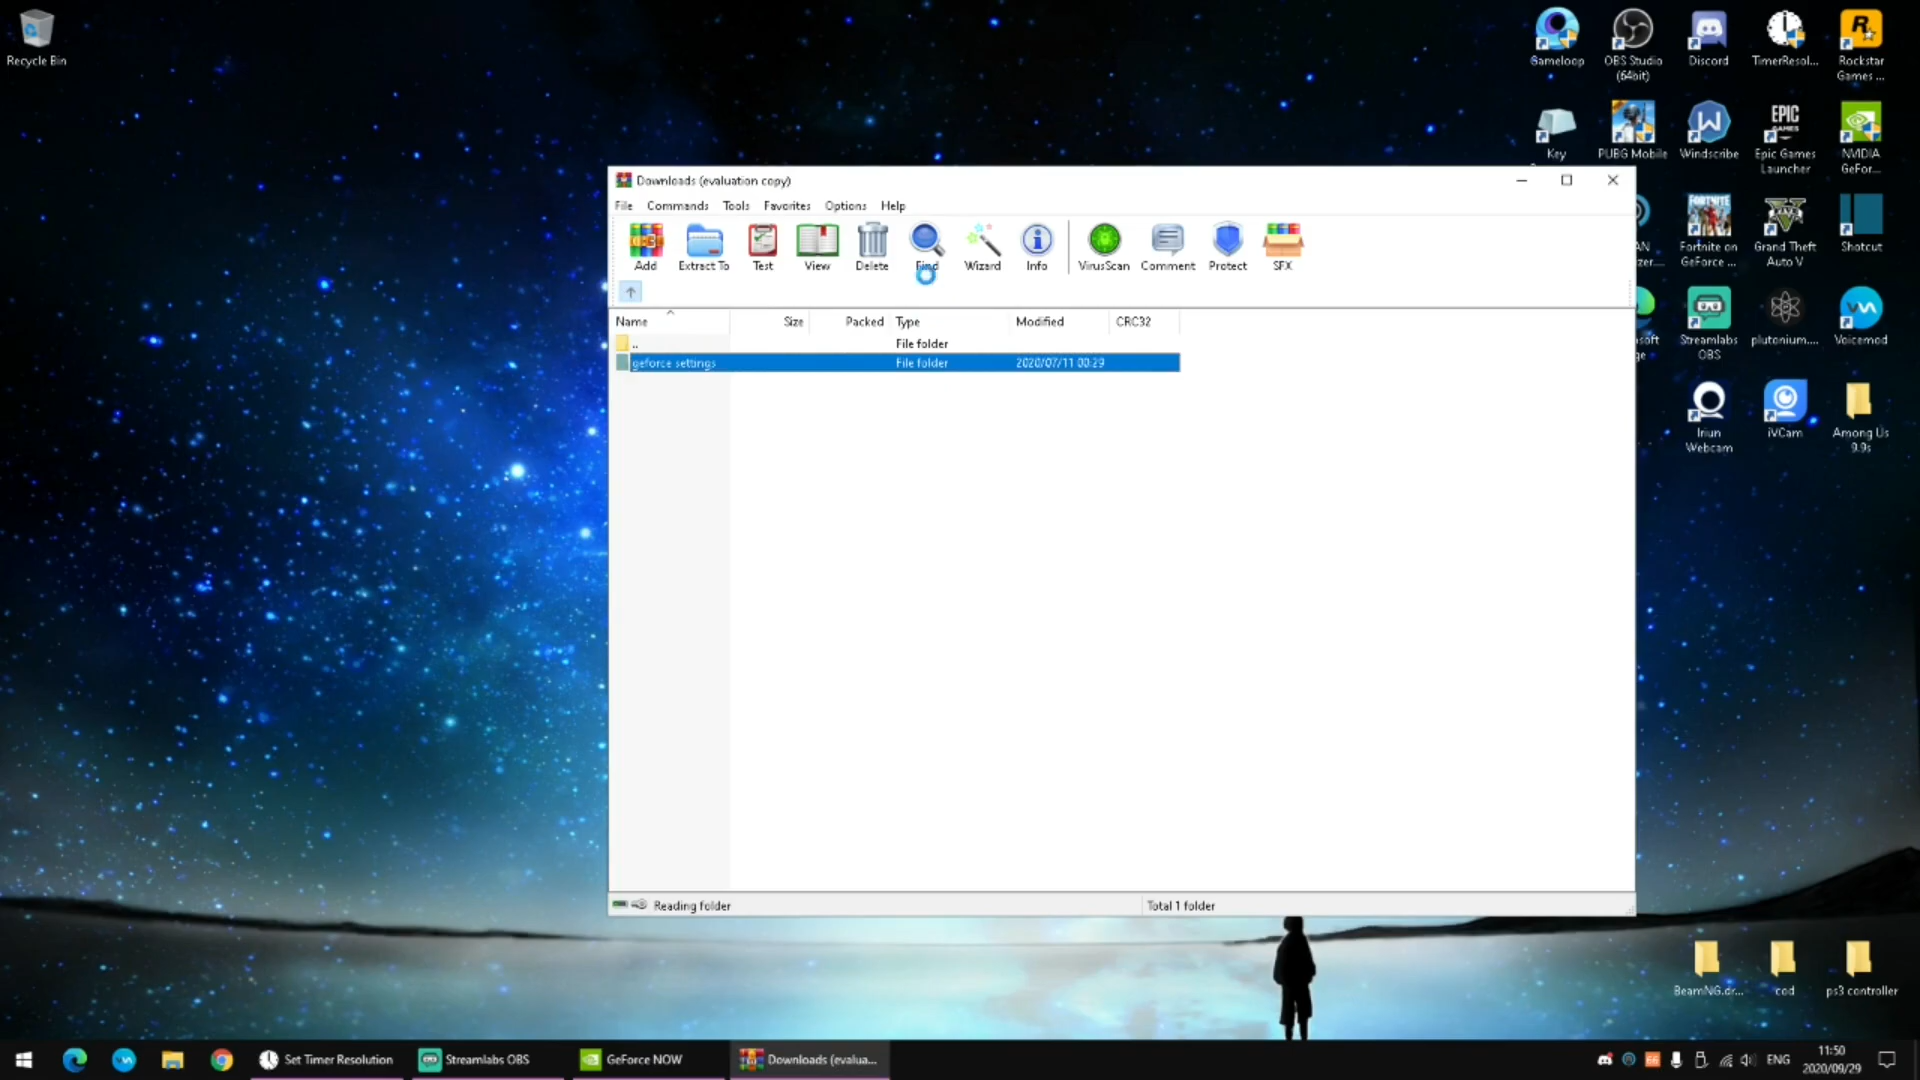 Recycle Bin
Gameloop
OBS Studio
(64bit)
Discord
TimerResol...
Rockstar
Games ...
Key
PUBG Mobile
Windscribe
Epic Games
Launcher
NVIDIA
GeFor...
Fortnite on
GeForce ...
Grand Theft
Auto V
Shotcut
Streamlabs
OBS
plutonium....
Voicemod
Iriun
Webcam
iVCam
Among Us
9.9s
Downloads (evaluation copy)
File Commands Tools Favorites Options Help
Add Extract To Test View Delete Find Wizard Info VirusScan Comment Protect SFX
Name Size Packed Type Modified CRC32
.. File folder
geforce settings File folder 2020/07/11 00:29
Reading folder Total 1 folder
BeamNG.dr... cod ps3 controller
Set Timer Resolution Streamlabs OBS GeForce NOW Downloads (evalua... ENG
11:50
2020/09/29